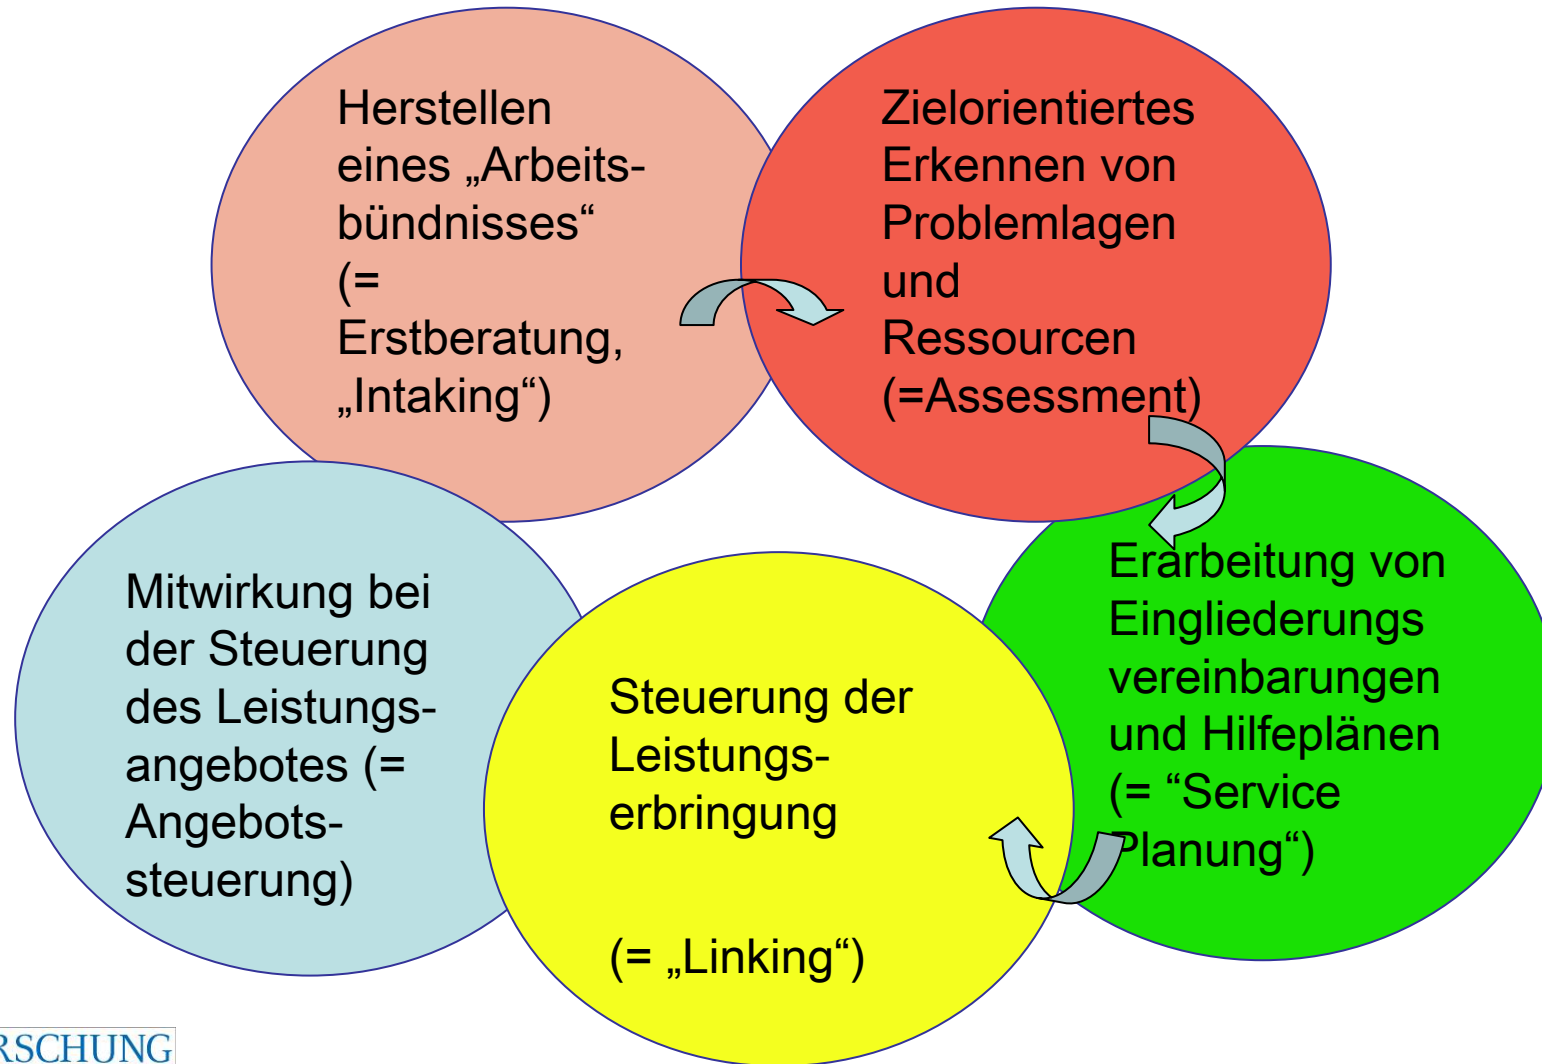 Herstellen
eines „Arbeits-
bündnisses“
(=
Erstberatung,
„Intaking“)
Zielorientiertes
Erkennen von
Problemlagen
und
Ressourcen
(=Assessment)
Erarbeitung von
Eingliederungs
vereinbarungen
und Hilfeplänen
(= “Service
Planung“)
Steuerung der
Leistungs-
erbringung
(= „Linking“)
Mitwirkung bei
der Steuerung
des Leistungs-
angebotes (=
Angebots-
steuerung)
RSCHUNG